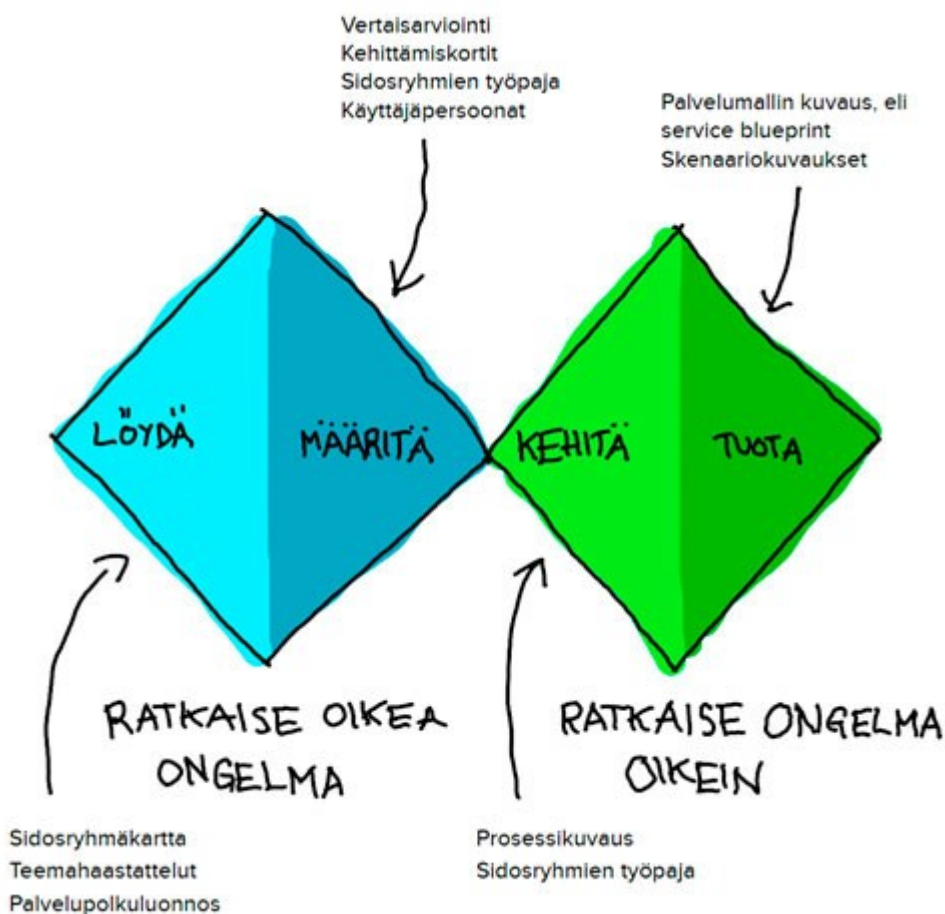 Vertaisarviointi
Kehittämiskortit
Sidosryhmien työpaja
Käyttäjäpersoonat
Palvelumallin kuvaus, eli
service blueprint
Skenaariokuvaukset
LÖYDÄ
MÄÄRITÄ
KEHITÄ
TUOTA
RATKAISE OIKEA
ONGELMA
RATKAISE ONGELMA
OIKEIN
Sidosryhmäkartta
Teemahaastattelut
Palvelupolkuluonnos
Prosessikuvaus
Sidosryhmien työpaja